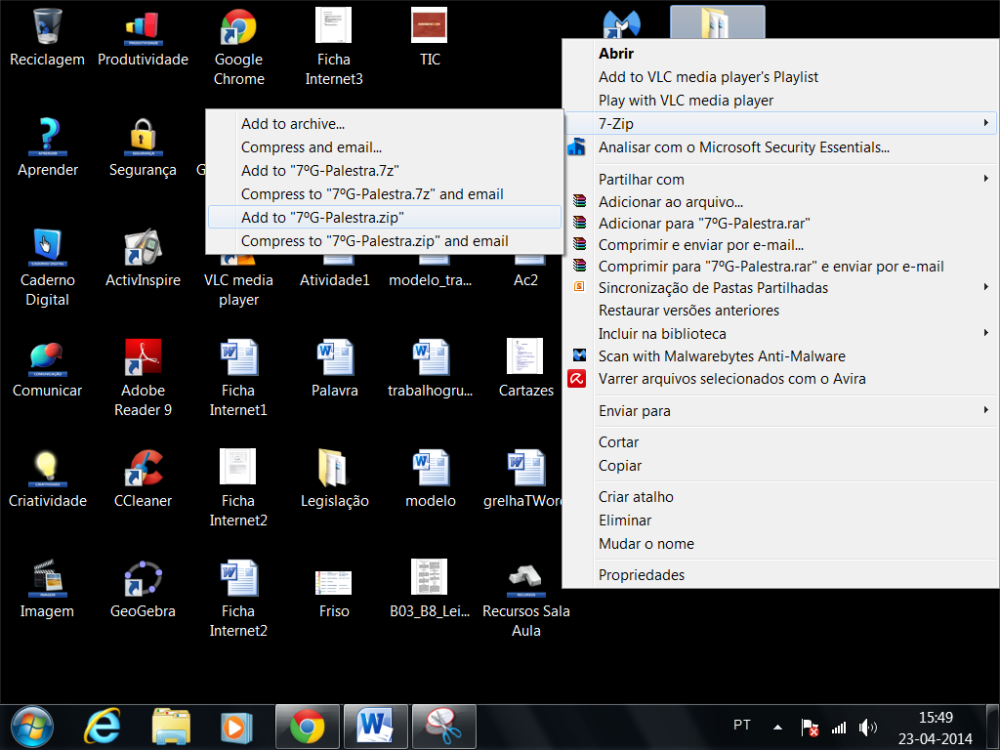 Reciclagem
Produtividade
Google
Chrome
Ficha
Internet3
TIC
Aprender
Segurança
G
Caderno
Digital
ActivInspire
VLC media
player
Atividade1
modelo_tra...
Ac2
Comunicar
Adobe
Reader 9
Ficha
Internet1
Palavra
trabalhogru...
Cartazes
Criatividade
CCleaner
Ficha
Internet2
Legislação
modelo
grelhaTWor
Imagem
GeoGebra
Ficha
Internet2
Friso
B03_B8_Lei...
Recursos Sala
Aula
Add to archive...
Compress and email...
Add to "7ºG-Palestra.7z"
Compress to "7ºG-Palestra.7z" and email
Add to "7ºG-Palestra.zip"
Compress to "7ºG-Palestra.zip" and email
Abrir
Add to VLC media player's Playlist
Play with VLC media player
7-Zip
Analisar com o Microsoft Security Essentials...
Partilhar com
Adicionar ao arquivo...
Adicionar para "7ºG-Palestra.rar"
Comprimir e enviar por e-mail...
Comprimir para "7ºG-Palestra.rar" e enviar por e-mail
Sincronização de Pastas Partilhadas
Restaurar versões anteriores
Incluir na biblioteca
Scan with Malwarebytes Anti-Malware
Varrer arquivos selecionados com o Avira
Enviar para
Cortar
Copiar
Criar atalho
Eliminar
Mudar o nome
Propriedades
PT
15:49
23-04-2014